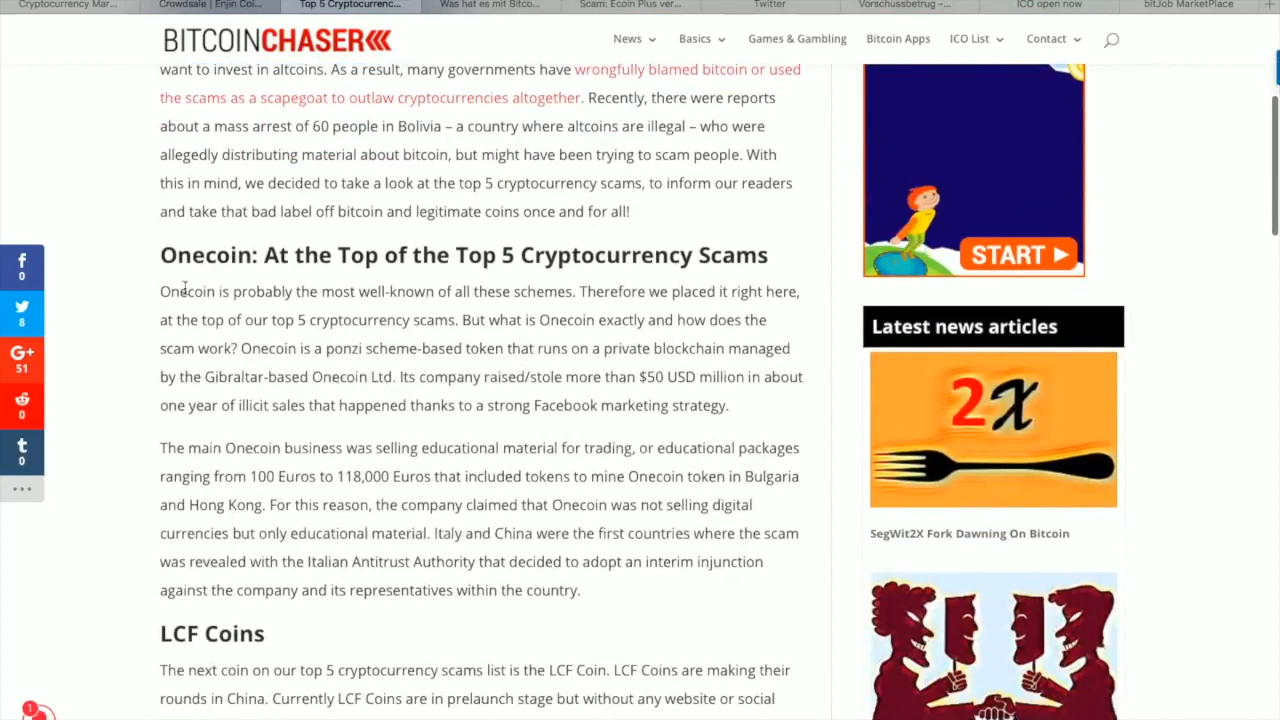 Cryptocurrency Mar...
Crowdsale | Enjin Coi...
Top 5 Cryptocurrenc...
Was hat es mit Bitco...
Scam: Ecoin Plus ver...
Twitter
Vorschussbetrug –...
ICO open now
bitJob MarketPlace
BITCOINCHASER
News
Basics
Games & Gambling
Bitcoin Apps
ICO List
Contact
want to invest in altcoins. As a result, many governments have wrongfully blamed bitcoin or used
the scams as a scapegoat to outlaw cryptocurrencies altogether. Recently, there were reports
about a mass arrest of 60 people in Bolivia – a country where altcoins are illegal – who were
allegedly distributing material about bitcoin, but might have been trying to scam people. With
this in mind, we decided to take a look at the top 5 cryptocurrency scams, to inform our readers
and take that bad label off bitcoin and legitimate coins once and for all!
Onecoin: At the Top of the Top 5 Cryptocurrency Scams
Onecoin is probably the most well-known of all these schemes. Therefore we placed it right here,
at the top of our top 5 cryptocurrency scams. But what is Onecoin exactly and how does the
scam work? Onecoin is a ponzi scheme-based token that runs on a private blockchain managed
by the Gibraltar-based Onecoin Ltd. Its company raised/stole more than $50 USD million in about
one year of illicit sales that happened thanks to a strong Facebook marketing strategy.
The main Onecoin business was selling educational material for trading, or educational packages
ranging from 100 Euros to 118,000 Euros that included tokens to mine Onecoin token in Bulgaria
and Hong Kong. For this reason, the company claimed that Onecoin was not selling digital
currencies but only educational material. Italy and China were the first countries where the scam
was revealed with the Italian Antitrust Authority that decided to adopt an interim injunction
against the company and its representatives within the country.
LCF Coins
The next coin on our top 5 cryptocurrency scams list is the LCF Coin. LCF Coins are making their
rounds in China. Currently LCF Coins are in prelaunch stage but without any website or social
f
0
8
G+
51
0
t
0
1
START
Latest news articles
2x
SegWit2X Fork Dawning On Bitcoin